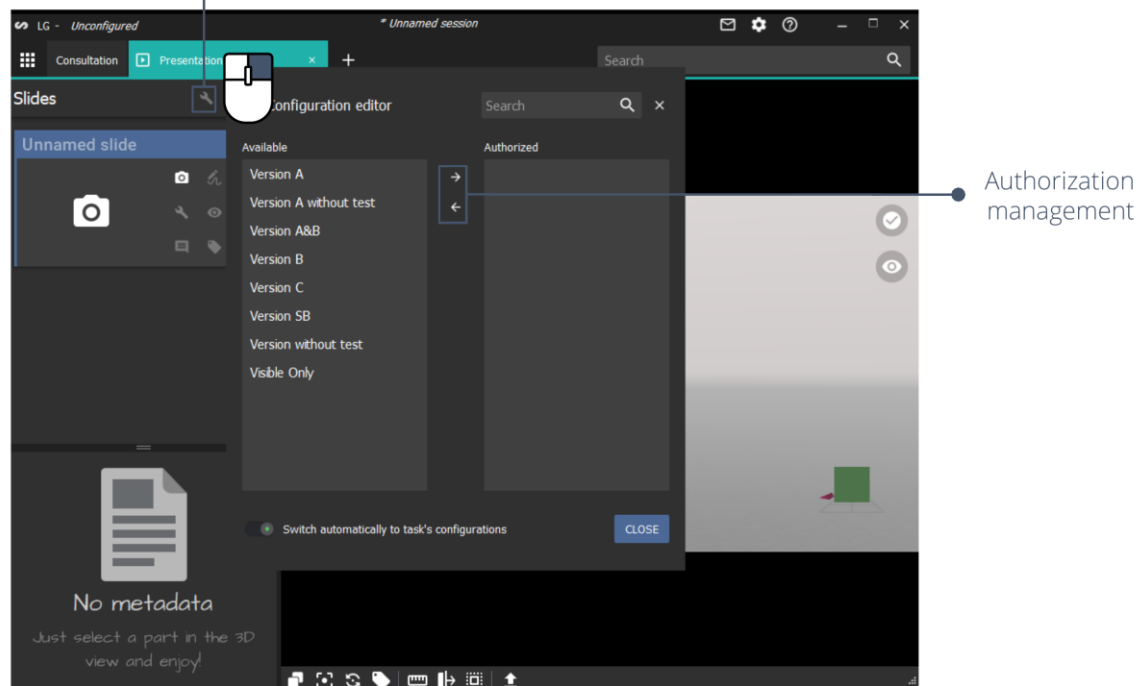 LG - Unconfigured
* Unnamed session
Consultation
Presentation
Search
Slides
Configuration editor
Search
Unnamed slide
Available
Authorized
Version A
Version A without test
Version A&B
Version B
Version C
Version SB
Version without test
Visible Only
Authorization
management
Switch automatically to task's configurations
CLOSE
No metadata
Just select a part in the 3D
view and enjoy!